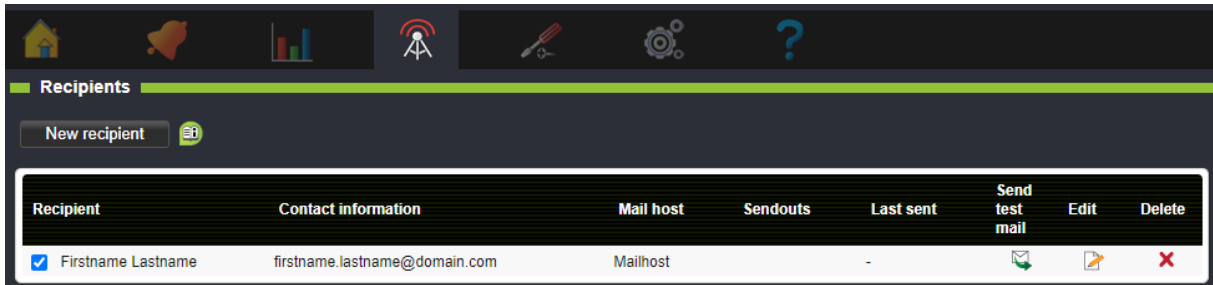 Recipients
New recipient
Recipient Contact information Mail host Sendouts Last sent Send test mail Edit Delete
Firstname Lastname firstname.lastname@domain.com Mailhost -